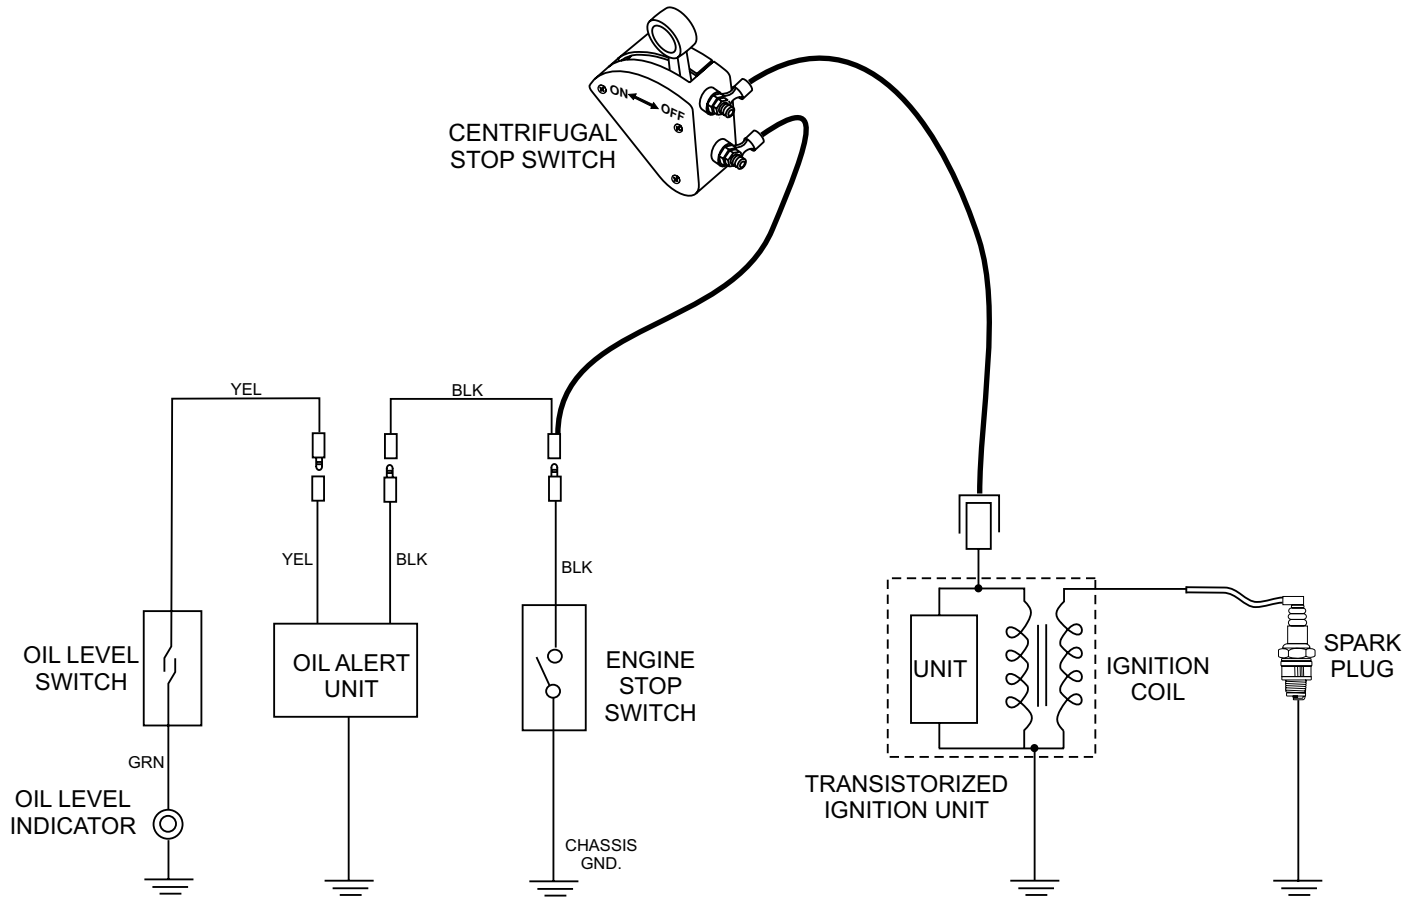 ON
OFF
CENTRIFUGAL
STOP SWITCH
YEL
BLK
YEL
BLK
BLK
OIL LEVEL
SWITCH
OIL ALERT
UNIT
ENGINE
STOP
SWITCH
UNIT
IGNITION
COIL
SPARK
PLUG
GRN
OIL LEVEL
INDICATOR
TRANSISTORIZED
IGNITION UNIT
CHASSIS
GND.